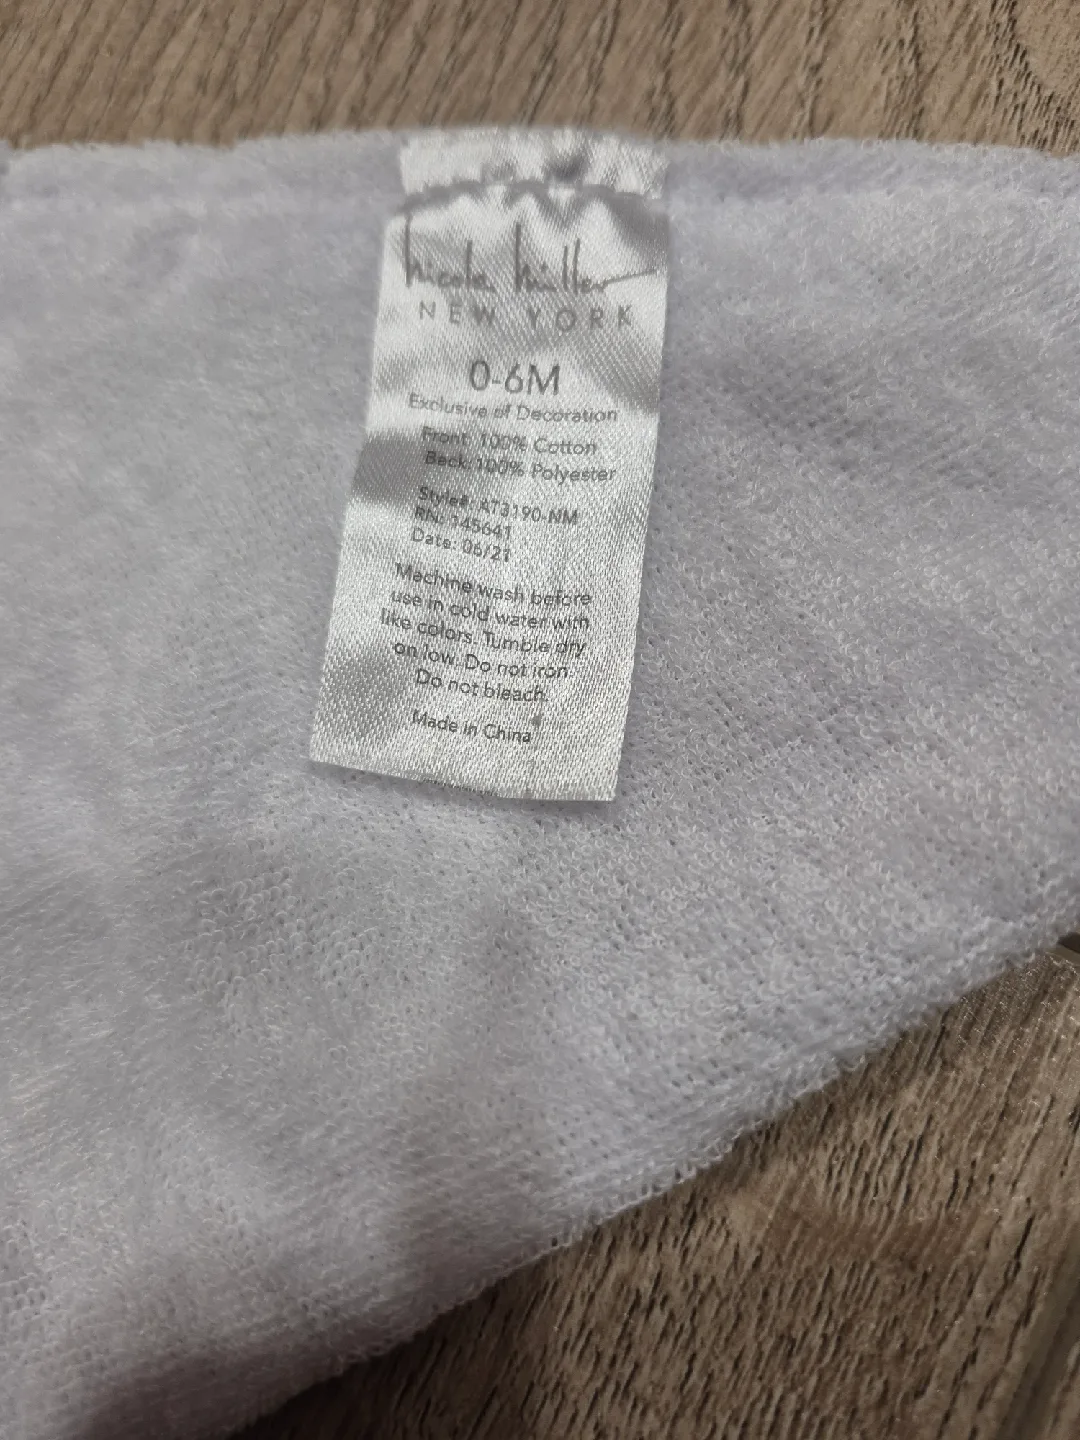 Nicole Miller
NEW YORK
0-6M
Exclusive of Decoration
Front: 100% Cotton
Back: 100% Polyester
Style#: AT3190-NM
RN: 145641
Date: 06/21
Machine wash before
use in cold water with
like colors. Tumble dry
on low. Do not iron.
Do not bleach.
Made in China